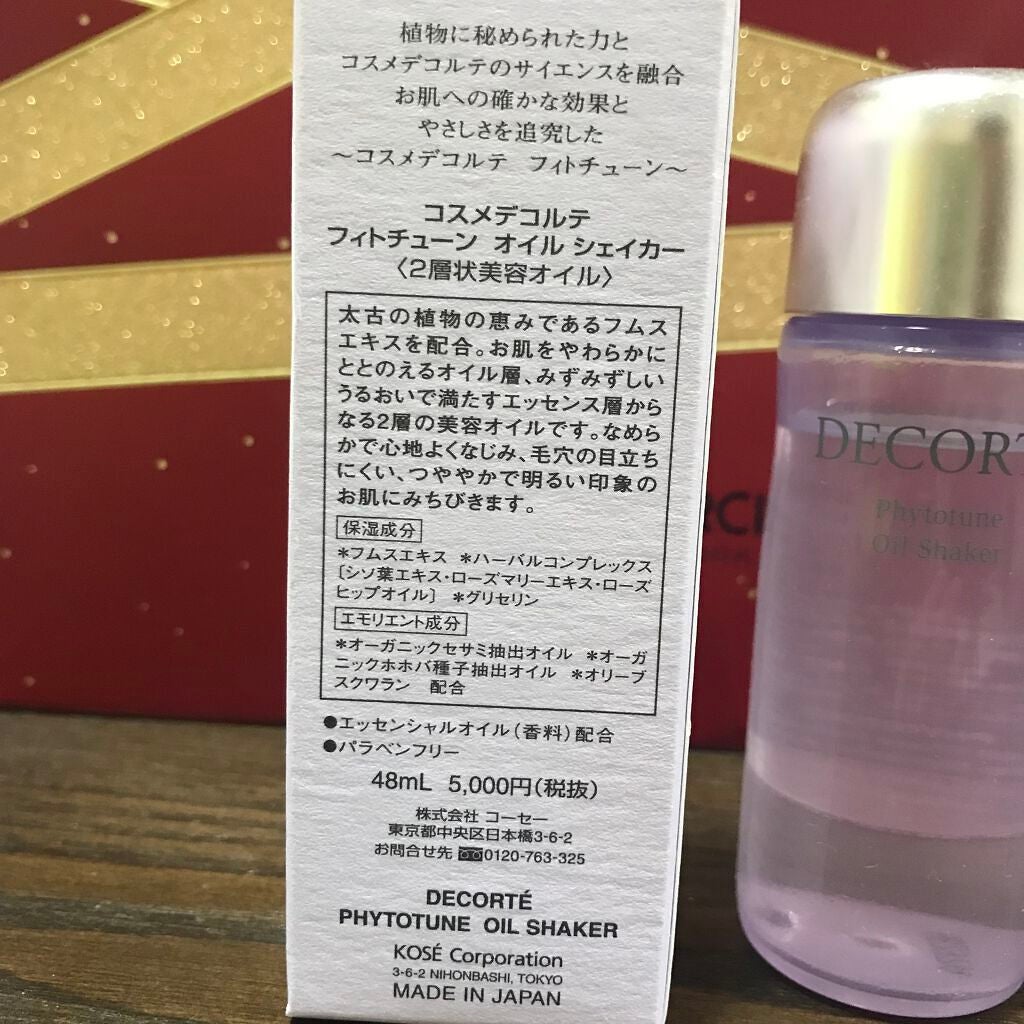 植物に秘められた力と
コスメデコルテのサイエンスを融合
お肌への確かな効果と
やさしさを追究した
～コスメデコルテ フィトチューン～
コスメデコルテ
フィトチューン オイル シェイカー
〈2層状美容オイル〉
太古の植物の恵みであるフムス
エキスを配合。お肌をやわらかに
ととのえるオイル層、みずみずしい
うるおいで満たすエッセンス層から
なる2層の美容オイルです。なめら
かで心地よくなじみ、毛穴の目立ち
にくい、つややかで明るい印象の
お肌にみちびきます。
保湿成分
＊フムスエキス ＊ハーバルコンプレックス
［シソ葉エキス・ローズマリーエキス・ローズ
ヒップオイル］ ＊グリセリン
エモリエント成分
＊オーガニックセサミ抽出オイル ＊オーガ
ニックホホバ種子抽出オイル ＊オリーブ
スクワラン 配合
●エッセンシャルオイル（香料）配合
●パラベンフリー
48mL 5,000円（税抜）
株式会社 コーセー
東京都中央区日本橋3-6-2
お問合せ先 0120-763-325
DECORTÉ
PHYTOTUNE OIL SHAKER
KOSÉ Corporation
3-6-2 NIHONBASHI, TOKYO
MADE IN JAPAN
DECORT
Phytotune
Oil Shaker